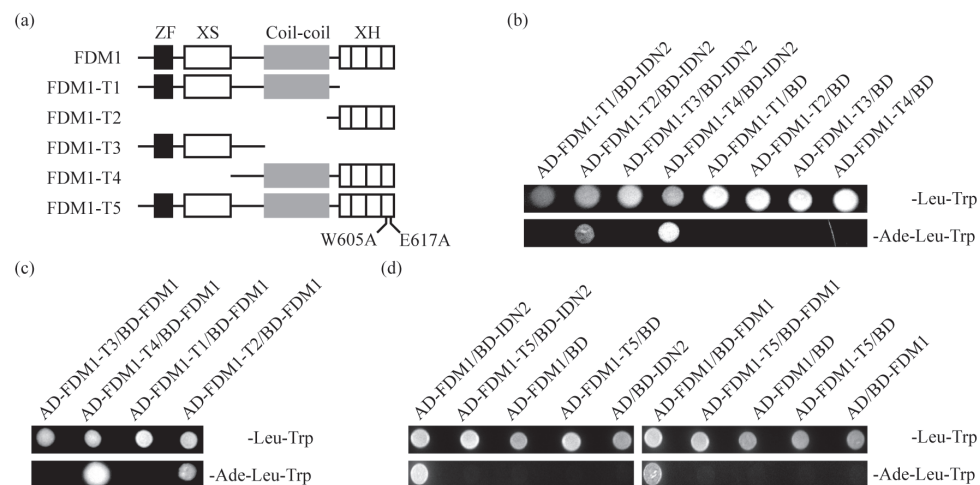 (a)
ZF XS Coil-coil XH
FDM1
FDM1-T1
FDM1-T2
FDM1-T3
FDM1-T4
FDM1-T5
W605A E617A
(b)
AD-FDM1-T1/BD-IDN2
AD-FDM1-T2/BD-IDN2
AD-FDM1-T3/BD-IDN2
AD-FDM1-T4/BD-IDN2
AD-FDM1-T1/BD
AD-FDM1-T2/BD
AD-FDM1-T3/BD
AD-FDM1-T4/BD
-Leu-Trp
-Ade-Leu-Trp
(c)
AD-FDM1-T3/BD-FDM1
AD-FDM1-T4/BD-FDM1
AD-FDM1-T1/BD-FDM1
AD-FDM1-T2/BD-FDM1
-Leu-Trp
-Ade-Leu-Trp
(d)
AD-FDM1/BD-IDN2
AD-FDM1-T5/BD-IDN2
AD-FDM1/BD
AD-FDM1-T5/BD
AD/BD-IDN2
AD-FDM1/BD-FDM1
AD-FDM1-T5/BD-FDM1
AD-FDM1/BD
AD-FDM1-T5/BD
AD/BD-FDM1
-Leu-Trp
-Ade-Leu-Trp